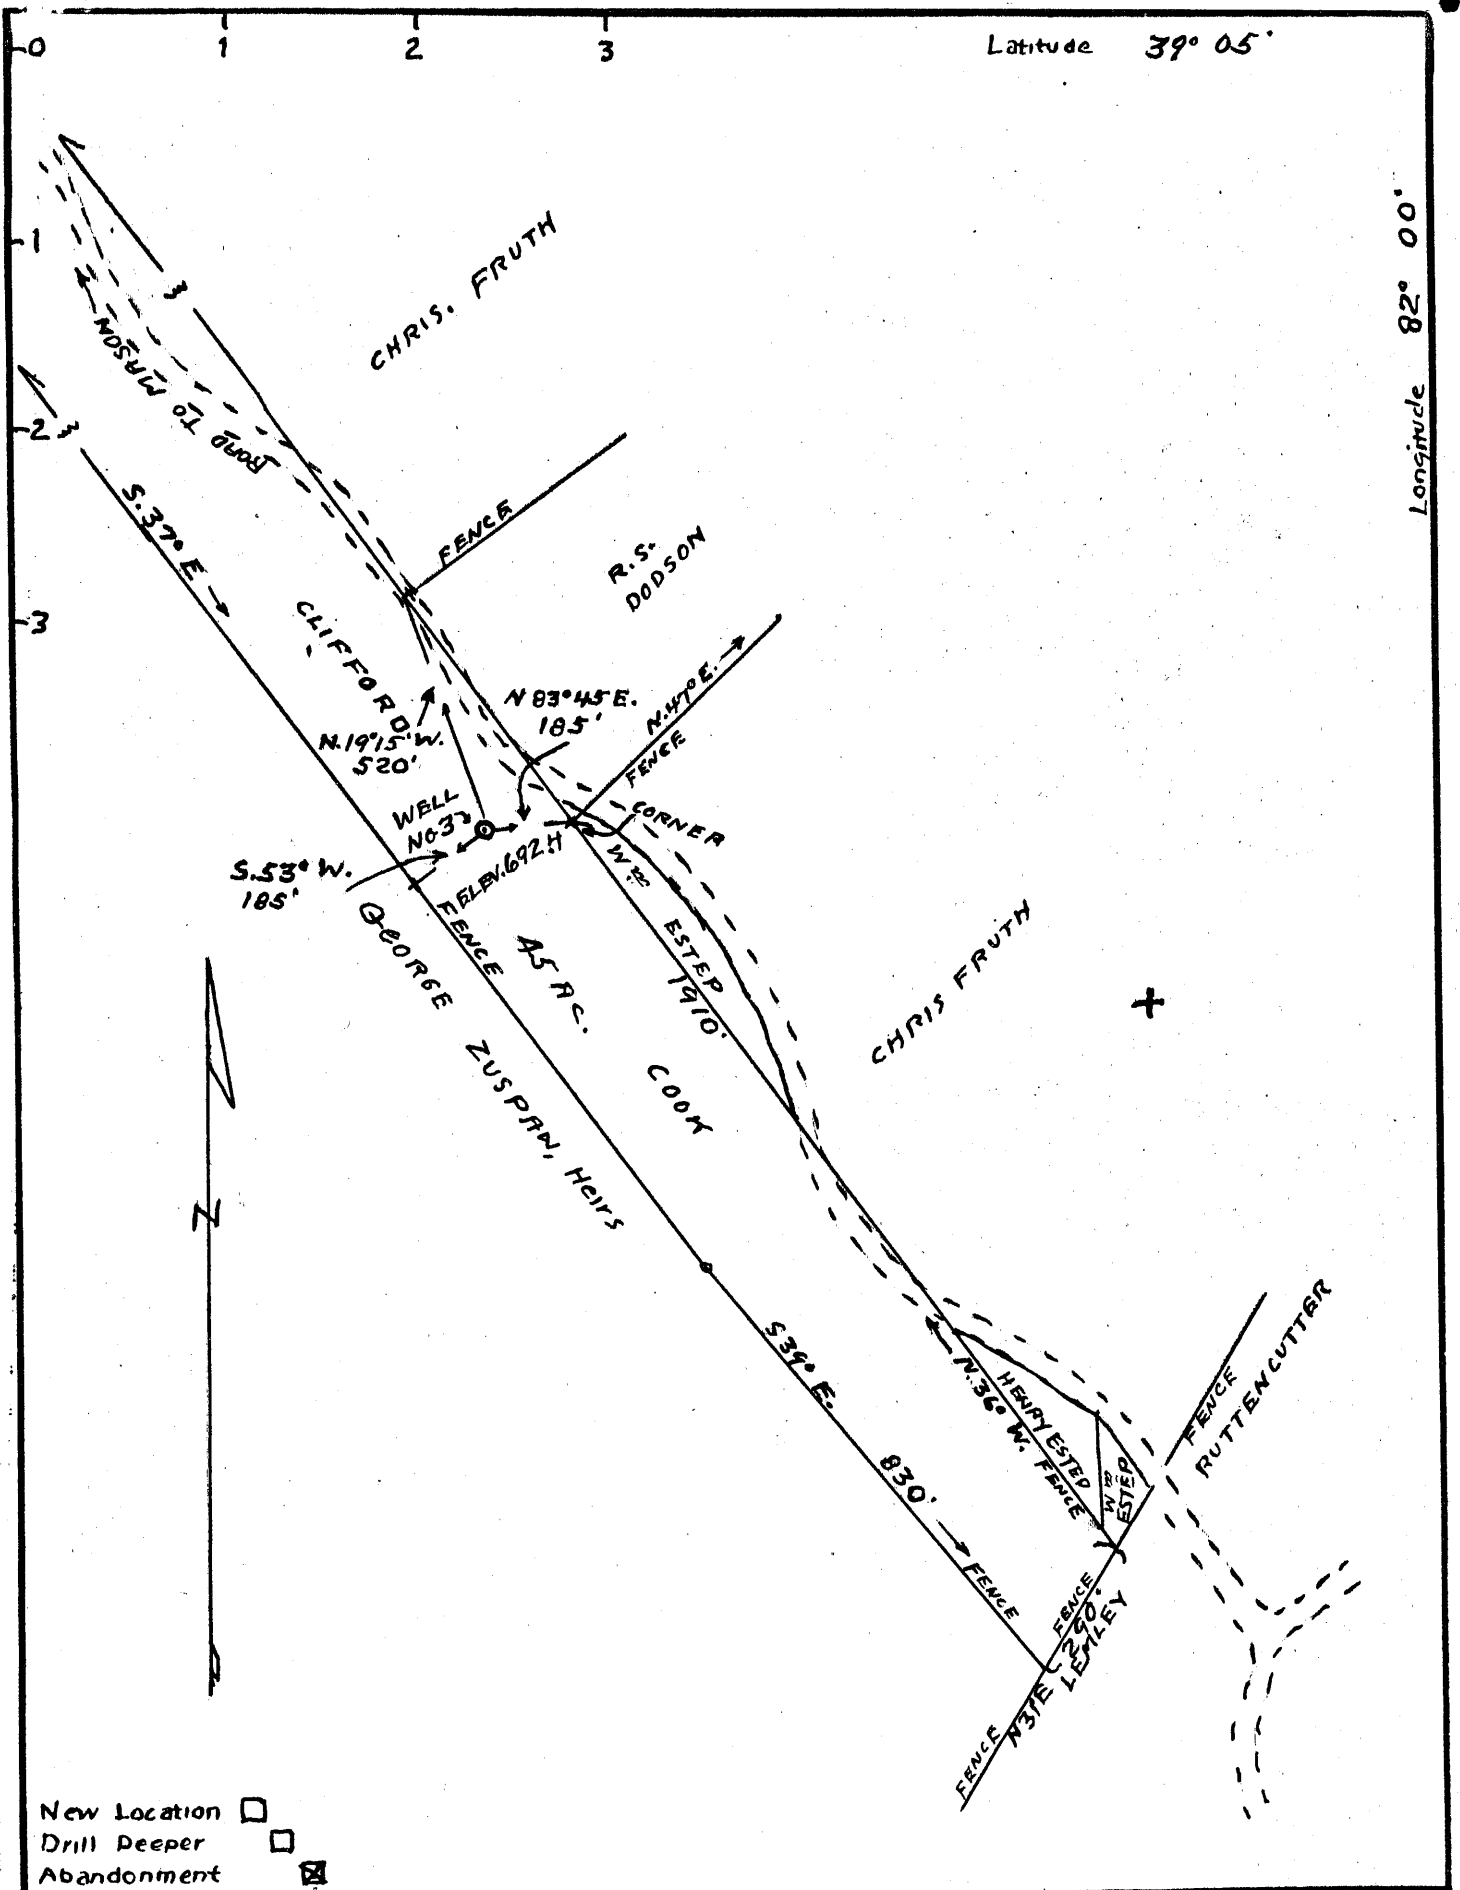 0 1 2 3
Latitude 39° 05'
1
2
3
Longitude 82° 00'
CHRIS. FRUTH
ROAD TO MASON
S.37° E
FENCE
R.S.
DODSON
CLIFFORD
N 83°45 E.
185'
N.47° E.
FENCE
N.19°15' W.
520'
WELL
NO 3
CORNER
S.53° W.
185'
ELEV. 692.H
Wm
ESTEP
1910'
FENCE
GEORGE ZUSPAN, Heirs
45 AC.
COOK
CHRIS FRUTH
N
S39° E.
830'
FENCE
N.36° W. FENCE
HENRY ESTEP
Wm
ESTEP
FENCE
RUTTENCUTTER
FENCE
290'
LEMLEY
N31E
FENCE
New Location
Drill Deeper
Abandonment